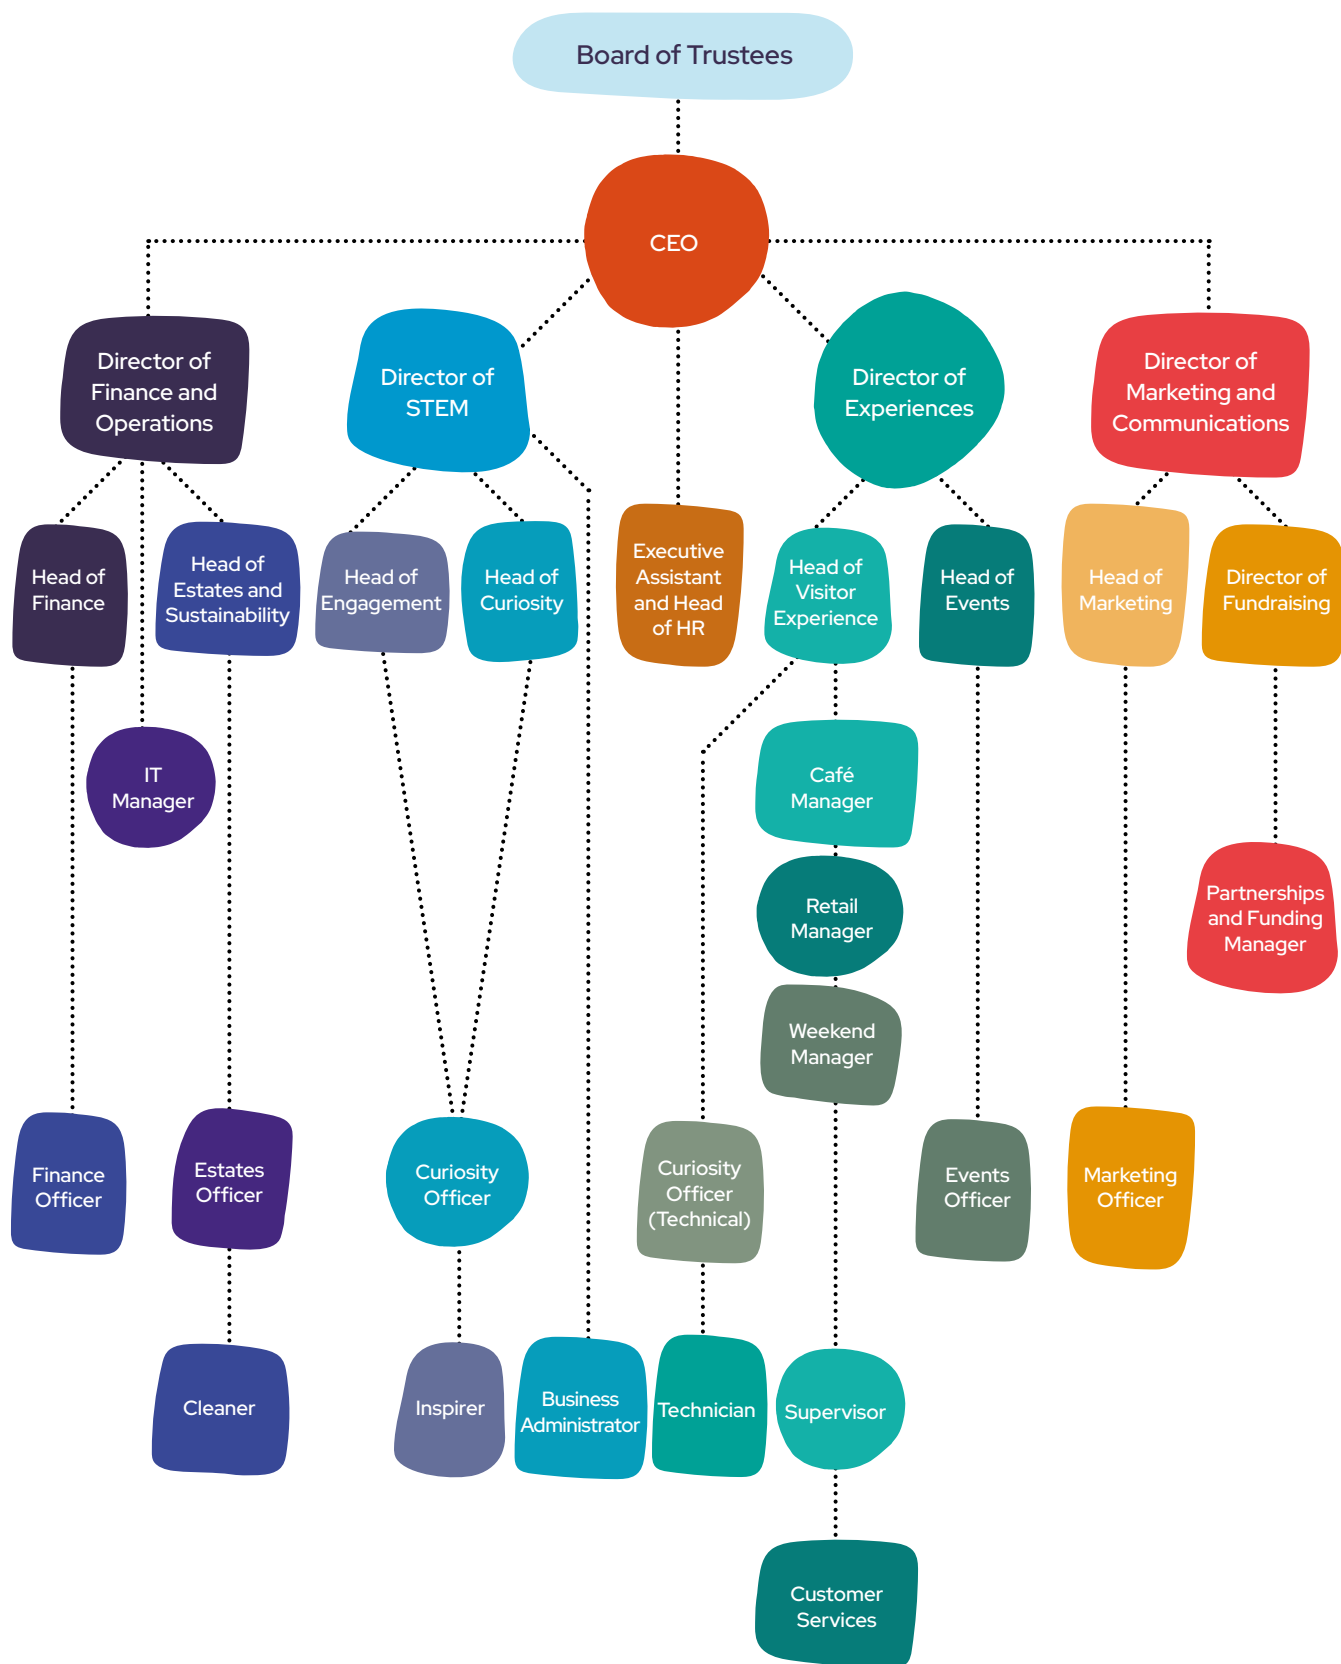 Board of Trustees
CEO
Director of
Finance and
Operations
Director of
STEM
Director of
Experiences
Director of
Marketing and
Communications
Head of
Finance
Head of
Estates and
Sustainability
Head of
Engagement
Head of
Curiosity
Executive
Assistant
and Head
of HR
Head of
Visitor
Experience
Head of
Events
Head of
Marketing
Director of
Fundraising
IT
Manager
Café
Manager
Retail
Manager
Partnerships
and Funding
Manager
Weekend
Manager
Finance
Officer
Estates
Officer
Curiosity
Officer
Curiosity
Officer
(Technical)
Events
Officer
Marketing
Officer
Cleaner
Inspirer
Business
Administrator
Technician
Supervisor
Customer
Services